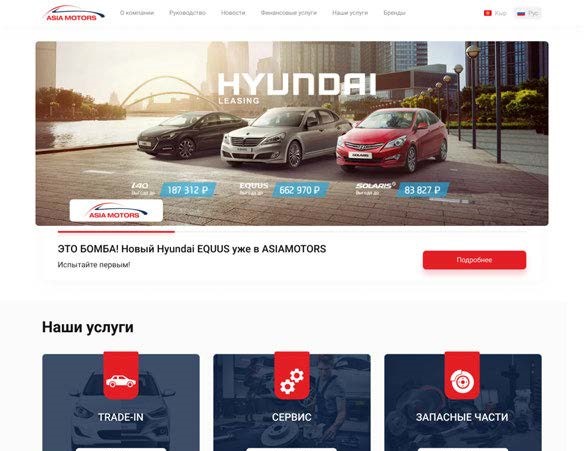 ASIA MOTORS
О компании Руководство Новости Финансовые услуги Наши услуги Бренды Кыр Рус
HYUNDAI
LEASING
i40 EQUUS SOLARIS
Выгода до 187 312 ₽ Выгода до 662 970 ₽ Выгода до 83 827 ₽
ASIA MOTORS
ЭТО БОМБА! Новый Hyundai EQUUS уже в ASIAMOTORS
Испытайте первым!
Подробнее
Наши услуги
TRADE-IN СЕРВИС ЗАПАСНЫЕ ЧАСТИ